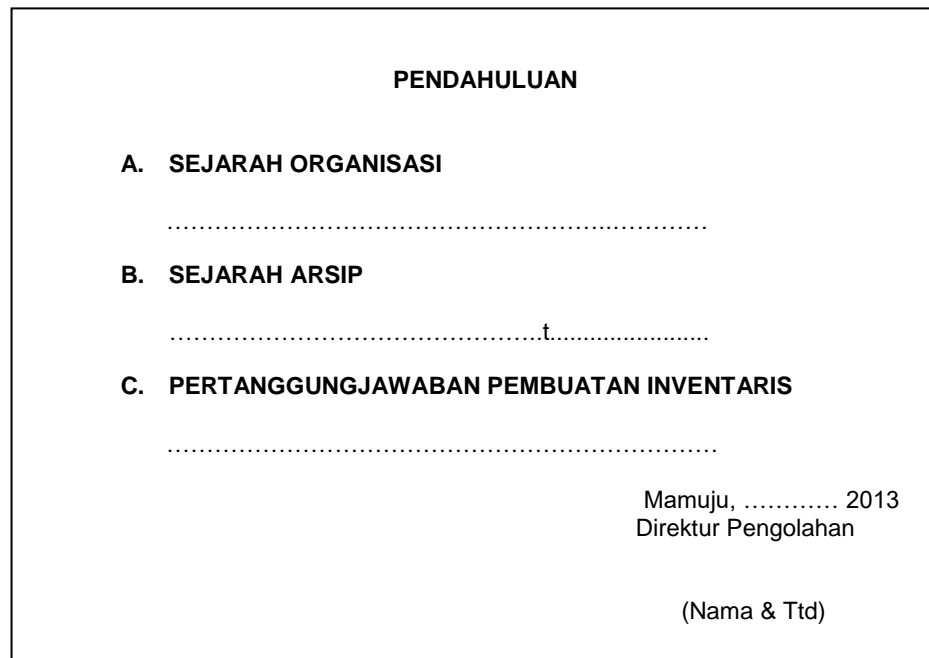 PENDAHULUAN
A. SEJARAH ORGANISASI
……………………………………………..…………
B. SEJARAH ARSIP
………………………………………..t........................
C. PERTANGGUNGJAWABAN PEMBUATAN INVENTARIS
……………………………………………………………
Mamuju, ………… 2013
Direktur Pengolahan
(Nama & Ttd)